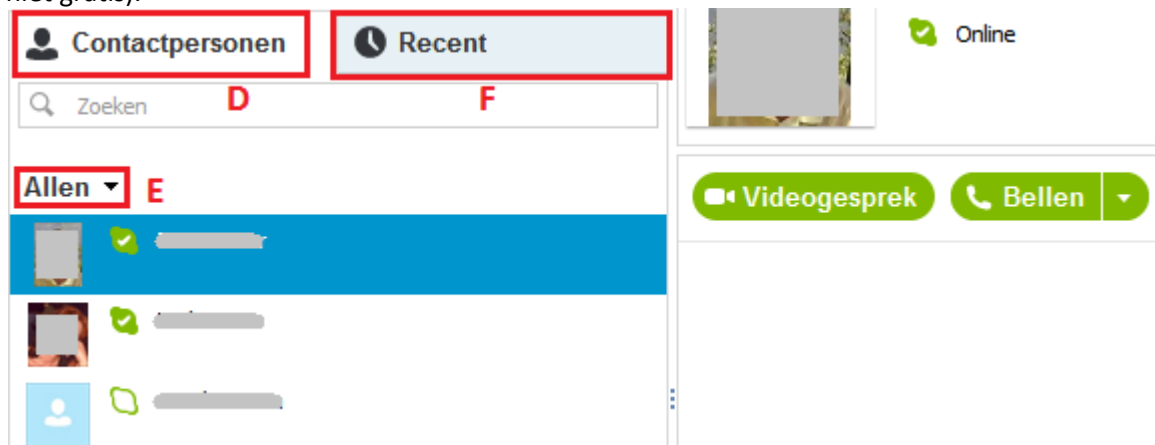 Contactpersonen
Recent
Online
Zoeken
D
F
Allen
E
Videogesprek
Bellen